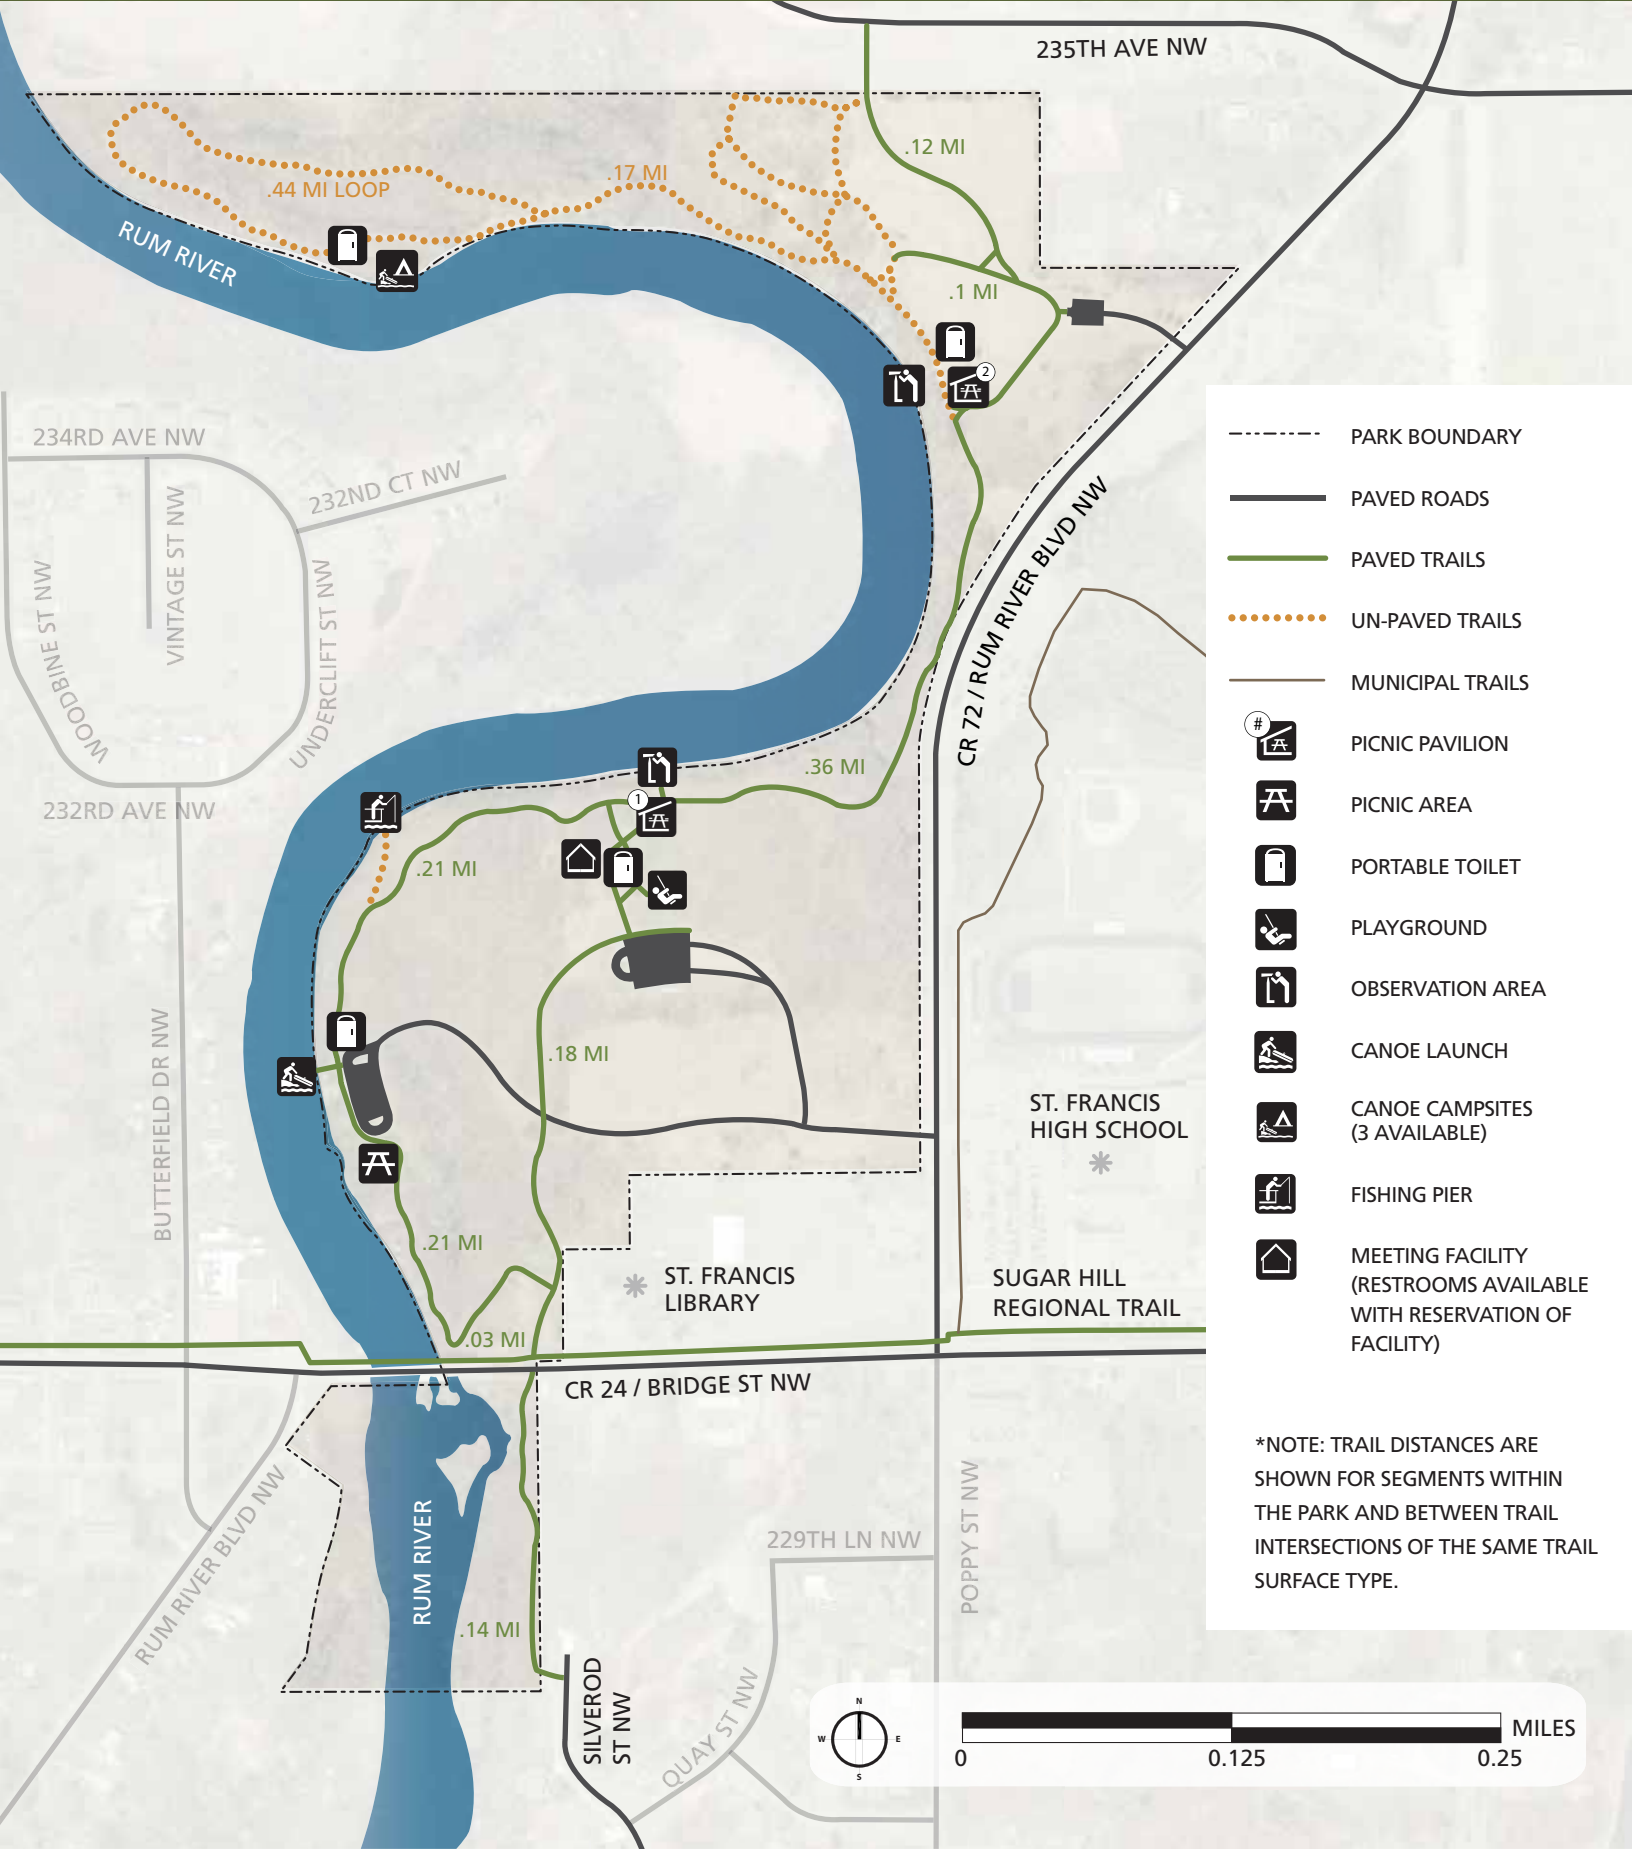 235TH AVE NW
.12 MI
.17 MI
.44 MI LOOP
RUM RIVER
.1 MI
2
234RD AVE NW
232ND CT NW
VINTAGE ST NW
WOODBINE ST NW
UNDERCLIFT ST NW
232RD AVE NW
CR 72 / RUM RIVER BLVD NW
.36 MI
1
.21 MI
.18 MI
BUTTERFIELD DR NW
ST. FRANCIS
HIGH SCHOOL
.21 MI
ST. FRANCIS
LIBRARY
SUGAR HILL
REGIONAL TRAIL
.03 MI
CR 24 / BRIDGE ST NW
RUM RIVER BLVD NW
RUM RIVER
.14 MI
229TH LN NW
POPPY ST NW
SILVEROD
ST NW
QUAY ST NW
PARK BOUNDARY
PAVED ROADS
PAVED TRAILS
UN-PAVED TRAILS
MUNICIPAL TRAILS
#
PICNIC PAVILION
PICNIC AREA
PORTABLE TOILET
PLAYGROUND
OBSERVATION AREA
CANOE LAUNCH
CANOE CAMPSITES
(3 AVAILABLE)
FISHING PIER
MEETING FACILITY
(RESTROOMS AVAILABLE
WITH RESERVATION OF
FACILITY)
*NOTE: TRAIL DISTANCES ARE
SHOWN FOR SEGMENTS WITHIN
THE PARK AND BETWEEN TRAIL
INTERSECTIONS OF THE SAME TRAIL
SURFACE TYPE.
N
W E
S
MILES
0 0.125 0.25